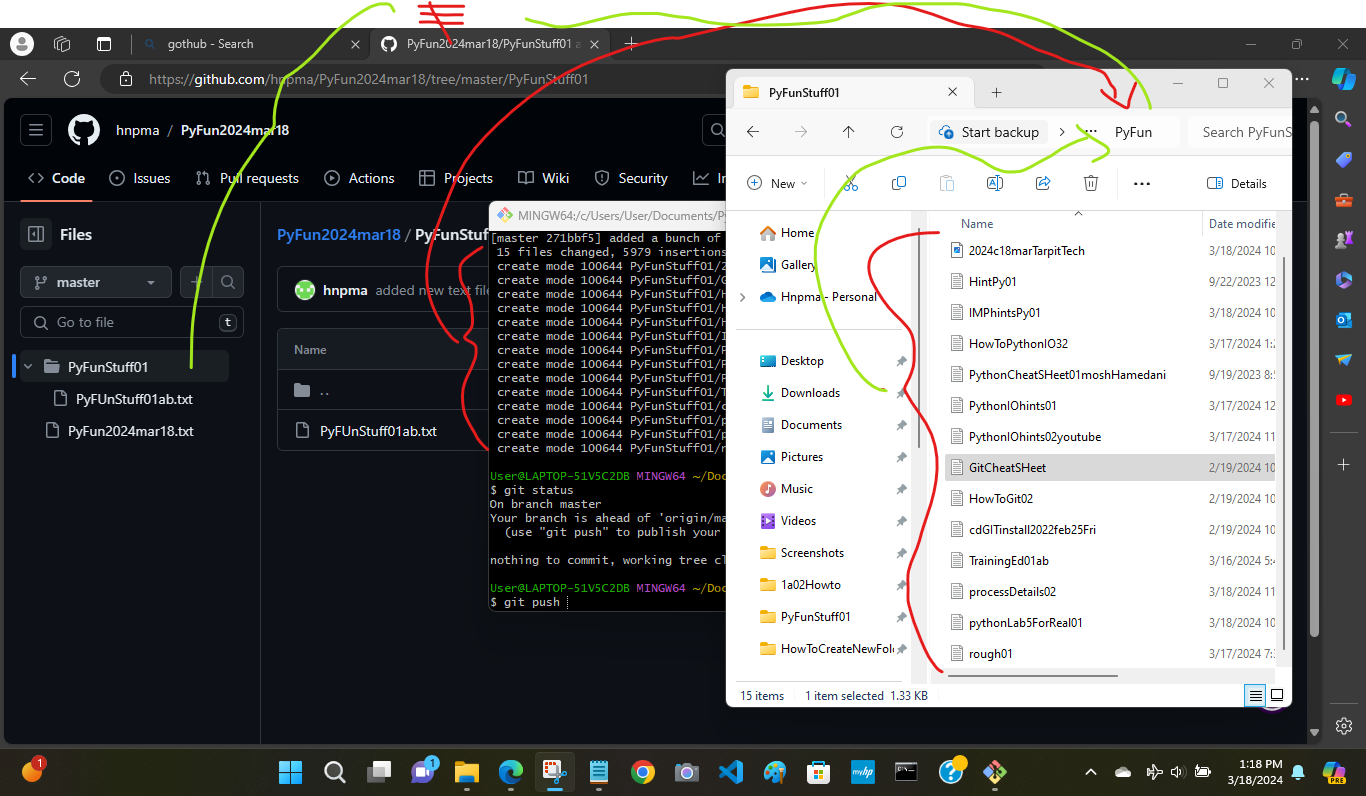 gothub - Search
PyFun2024mar18/PyFunStuff01 a
https://github.com/hnpma/PyFun2024mar18/tree/master/PyFunStuff01
hnpma / PyFun2024mar18
Code Issues Pull requests Actions Projects Wiki Security In
Files
master
Go to file t
PyFunStuff01
PyFUnStuff01ab.txt
PyFun2024mar18.txt
PyFun2024mar18 / PyFunStuf
hnpma added new text file
Name
..
PyFUnStuff01ab.txt
MINGW64:/c/Users/User/Documents/Py
[master 271bbf5] added a bunch of
15 files changed, 5979 insertions
create mode 100644 PyFunStuff01/2
create mode 100644 PyFunStuff01/G
create mode 100644 PyFunStuff01/H
create mode 100644 PyFunStuff01/H
create mode 100644 PyFunStuff01/H
create mode 100644 PyFunStuff01/I
create mode 100644 PyFunStuff01/P
create mode 100644 PyFunStuff01/P
create mode 100644 PyFunStuff01/P
create mode 100644 PyFunStuff01/T
create mode 100644 PyFunStuff01/c
create mode 100644 PyFunStuff01/p
create mode 100644 PyFunStuff01/p
create mode 100644 PyFunStuff01/r
User@LAPTOP-51V5C2DB MINGW64 ~/Doc
$ git status
On branch master
Your branch is ahead of 'origin/ma
(use "git push" to publish your
nothing to commit, working tree cl
User@LAPTOP-51V5C2DB MINGW64 ~/Doc
$ git push
PyFunStuff01
Start backup
PyFun
Search PyFunS
New
Details
Home
Gallery
Hnpma - Personal
Desktop
Downloads
Documents
Pictures
Music
Videos
Screenshots
1a02Howto
PyFunStuff01
HowToCreateNewFol
Name Date modifie
2024c18marTarpitTech 3/18/2024 10
HintPy01 9/22/2023 12
IMPhintsPy01 3/18/2024 10
HowToPythonIO32 3/17/2024 1:2
PythonCheatSHeet01moshHamedani 9/19/2023 8:5
PythonIOhints01 3/17/2024 12
PythonIOhints02youtube 3/17/2024 11
GitCheatSHeet 2/19/2024 10
HowToGit02 2/19/2024 10
cdGITinstall2022feb25Fri 2/19/2024 10
TrainingEd01ab 3/16/2024 5:4
processDetails02 3/18/2024 11
pythonLab5ForReal01 3/18/2024 10
rough01 3/17/2024 7:3
15 items 1 item selected 1.33 KB
1
1
myhp
PRE
1:18 PM
3/18/2024